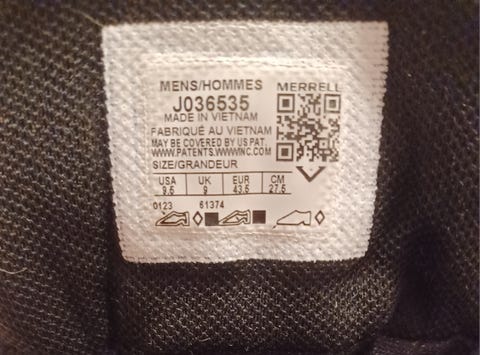 MENS/HOMMES MERRELL
J036535
MADE IN VIETNAM
FABRIQUÉ AU VIETNAM
MAY BE COVERED BY US PAT.
WWW.PATENTS.WWWINC.COM
SIZE/GRANDEUR
USA UK EUR CM
9.5 9 43.5 27.5
0123 61374